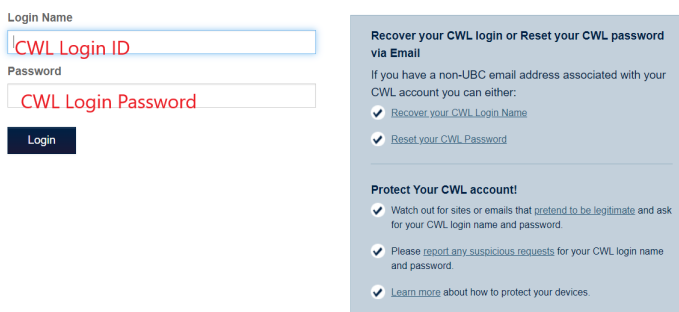 Login Name
CWL Login ID
Password
CWL Login Password
Login
Recover your CWL login or Reset your CWL password
via Email
If you have a non-UBC email address associated with your
CWL account you can either:
Recover your CWL Login Name
Reset your CWL Password
Protect Your CWL account!
Watch out for sites or emails that pretend to be legitimate and ask
for your CWL login name and password.
Please report any suspicious requests for your CWL login name
and password.
Learn more about how to protect your devices.